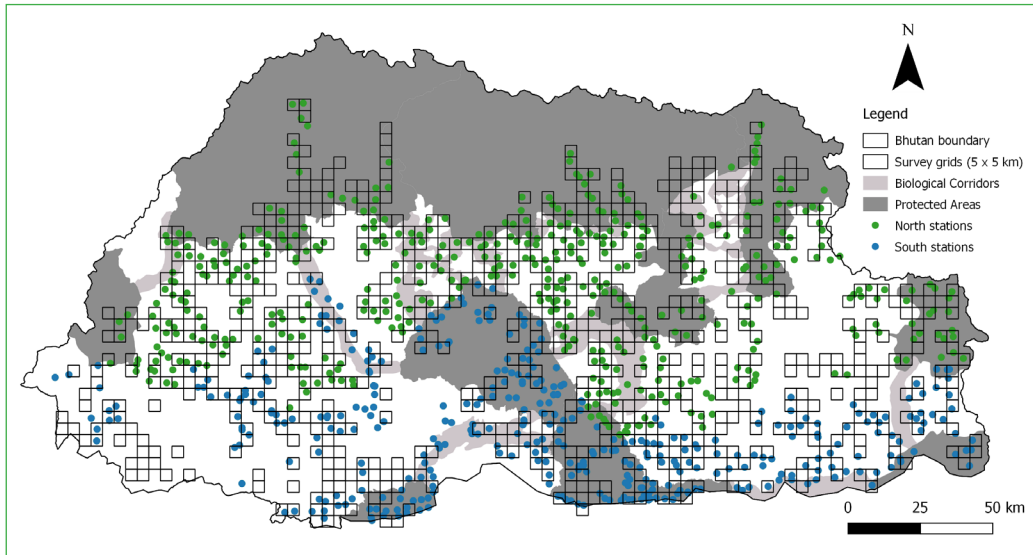 N
Legend
Bhutan boundary
Survey grids (5 x 5 km)
Biological Corridors
Protected Areas
North stations
South stations
0 25 50 km